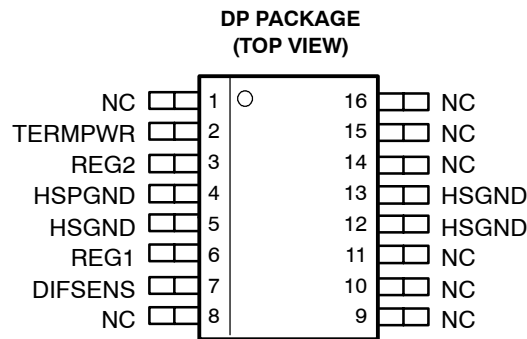 DP PACKAGE
(TOP VIEW)
NC 1 16 NC
TERMPWR 2 15 NC
REG2 3 14 NC
HSPGND 4 13 HSGND
HSGND 5 12 HSGND
REG1 6 11 NC
DIFSENS 7 10 NC
NC 8 9 NC